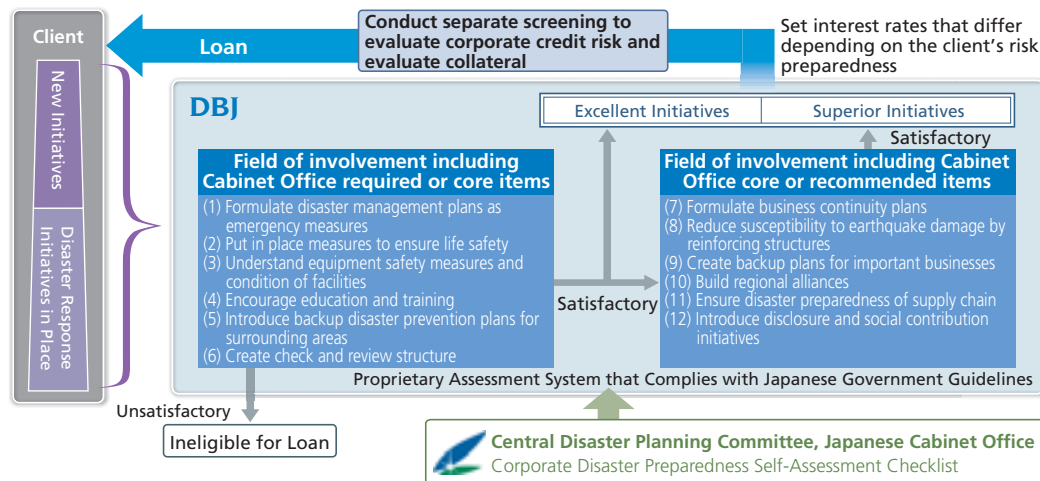 Client
New Initiatives
Disaster Response
Initiatives in Place
Loan
Conduct separate screening to
evaluate corporate credit risk and
evaluate collateral
Set interest rates that differ
depending on the client's risk
preparedness
DBJ
Excellent Initiatives
Superior Initiatives
Satisfactory
Field of involvement including
Cabinet Office required or core items
(1) Formulate disaster management plans as
emergency measures
(2) Put in place measures to ensure life safety
(3) Understand equipment safety measures and
condition of facilities
(4) Encourage education and training
(5) Introduce backup disaster prevention plans for
surrounding areas
(6) Create check and review structure
Satisfactory
Field of involvement including Cabinet
Office core or recommended items
(7) Formulate business continuity plans
(8) Reduce susceptibility to earthquake damage by
reinforcing structures
(9) Create backup plans for important businesses
(10) Build regional alliances
(11) Ensure disaster preparedness of supply chain
(12) Introduce disclosure and social contribution
initiatives
Proprietary Assessment System that Complies with Japanese Government Guidelines
Unsatisfactory
Ineligible for Loan
Central Disaster Planning Committee, Japanese Cabinet Office
Corporate Disaster Preparedness Self-Assessment Checklist